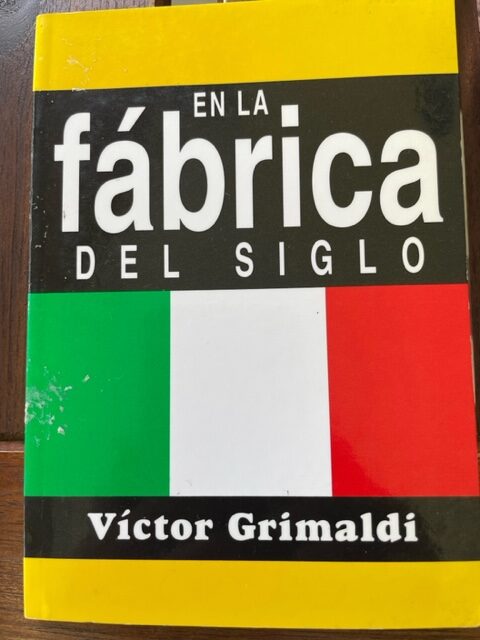 EN LA
fábrica
DEL SIGLO
Víctor Grimaldi